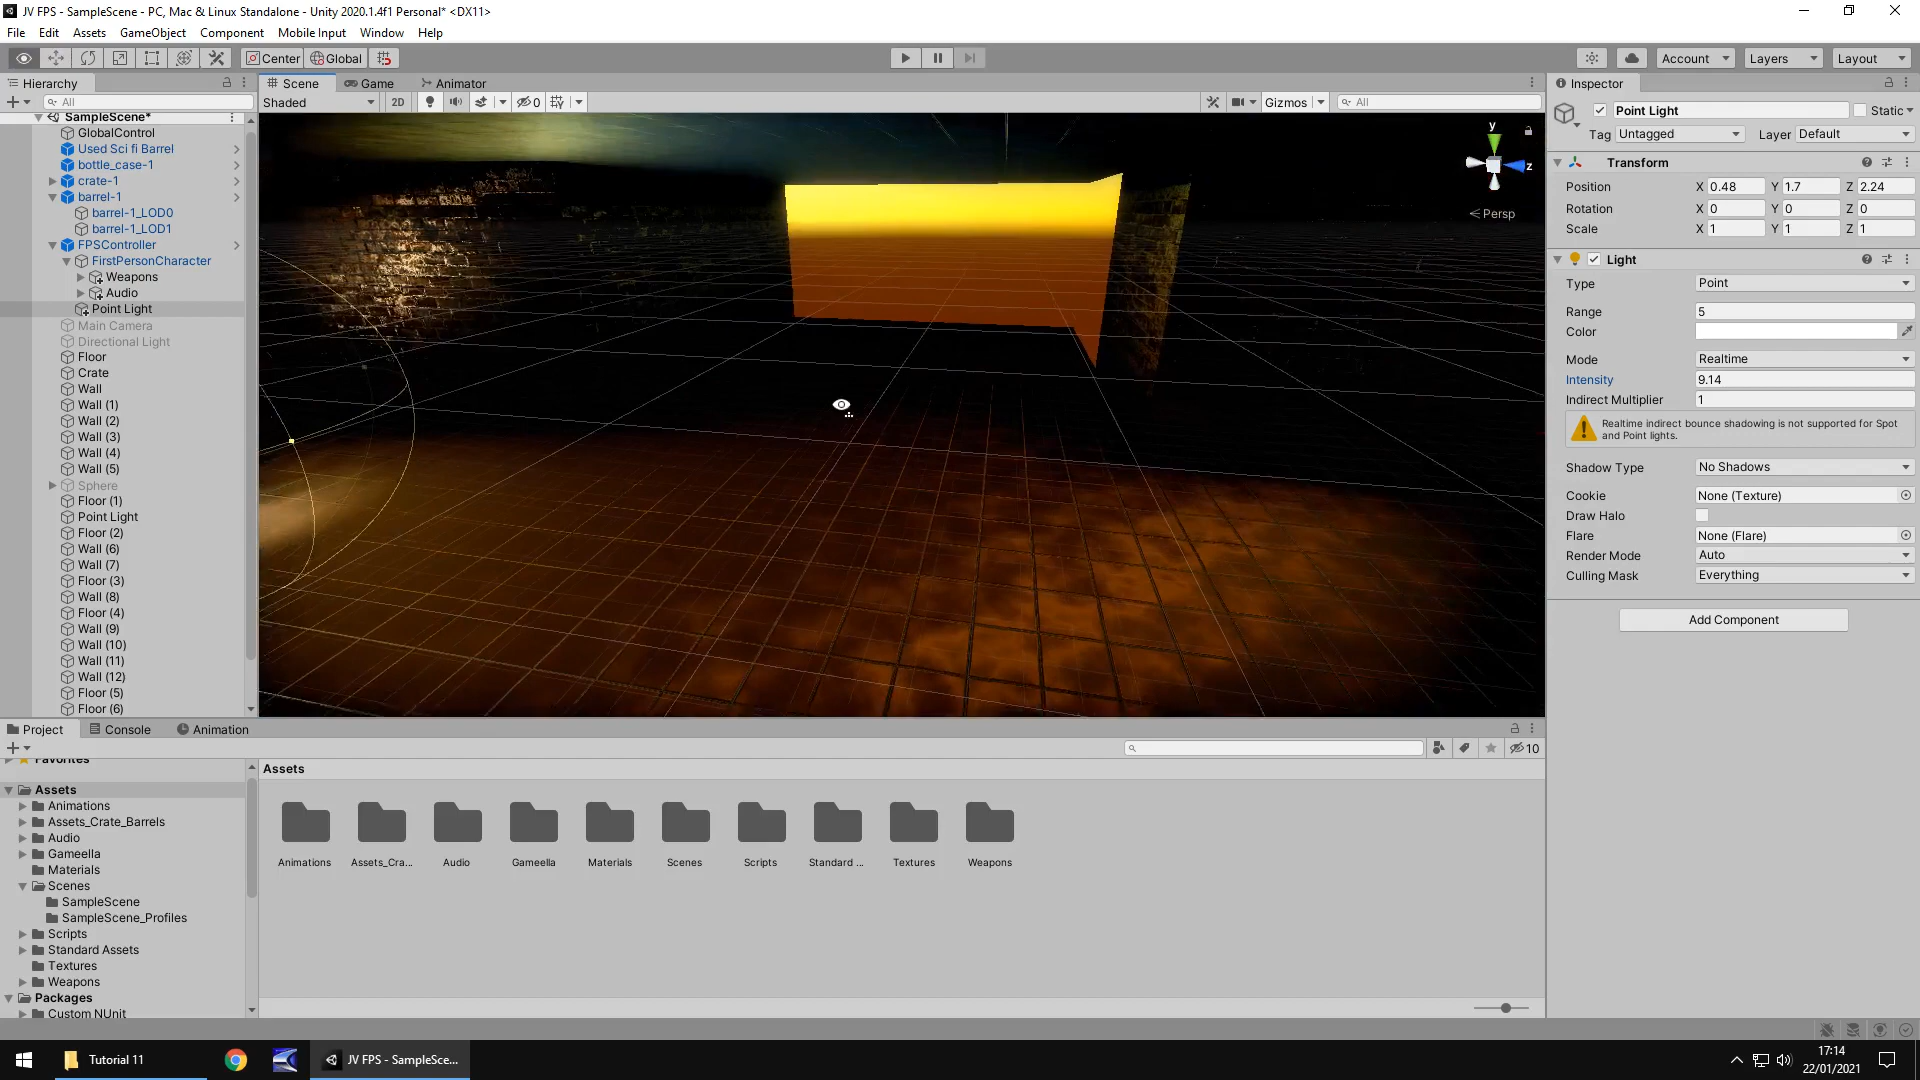 JV FPS - SampleScene - PC, Mac & Linux Standalone - Unity 2020.1.4f1 Personal* <DX11>
File Edit Assets GameObject Component Mobile Input Window Help
Center Global Account Layers Layout
Hierarchy Scene Game Animator Inspector
All Shaded 2D 0 Gizmos All
SampleScene*
GlobalControl
Used Sci fi Barrel
bottle_case-1
crate-1
barrel-1
barrel-1_LOD0
barrel-1_LOD1
FPSController
FirstPersonCharacter
Weapons
Audio
Point Light
Main Camera
Directional Light
Floor
Crate
Wall
Wall (1)
Wall (2)
Wall (3)
Wall (4)
Wall (5)
Sphere
Floor (1)
Point Light
Floor (2)
Wall (6)
Wall (7)
Floor (3)
Wall (8)
Floor (4)
Wall (9)
Wall (10)
Wall (11)
Wall (12)
Floor (5)
Floor (6)
y
z
Persp
Point Light Static
Tag Untagged Layer Default
Transform
Position X 0.48 Y 1.7 Z 2.24
Rotation X 0 Y 0 Z 0
Scale X 1 Y 1 Z 1
Light
Type Point
Range 5
Color
Mode Realtime
Intensity 9.14
Indirect Multiplier 1
Realtime indirect bounce shadowing is not supported for Spot
and Point lights.
Shadow Type No Shadows
Cookie None (Texture)
Draw Halo
Flare None (Flare)
Render Mode Auto
Culling Mask Everything
Add Component
Project Console Animation
10
Favorites
Assets
Animations
Assets_Crate_Barrels
Audio
Gameella
Materials
Scenes
SampleScene
SampleScene_Profiles
Scripts
Standard Assets
Textures
Weapons
Packages
Custom NUnit
Assets
Animations Assets_Cra... Audio Gameella Materials Scenes Scripts Standard ... Textures Weapons
Tutorial 11
JV FPS - SampleSce...
17:14
22/01/2021